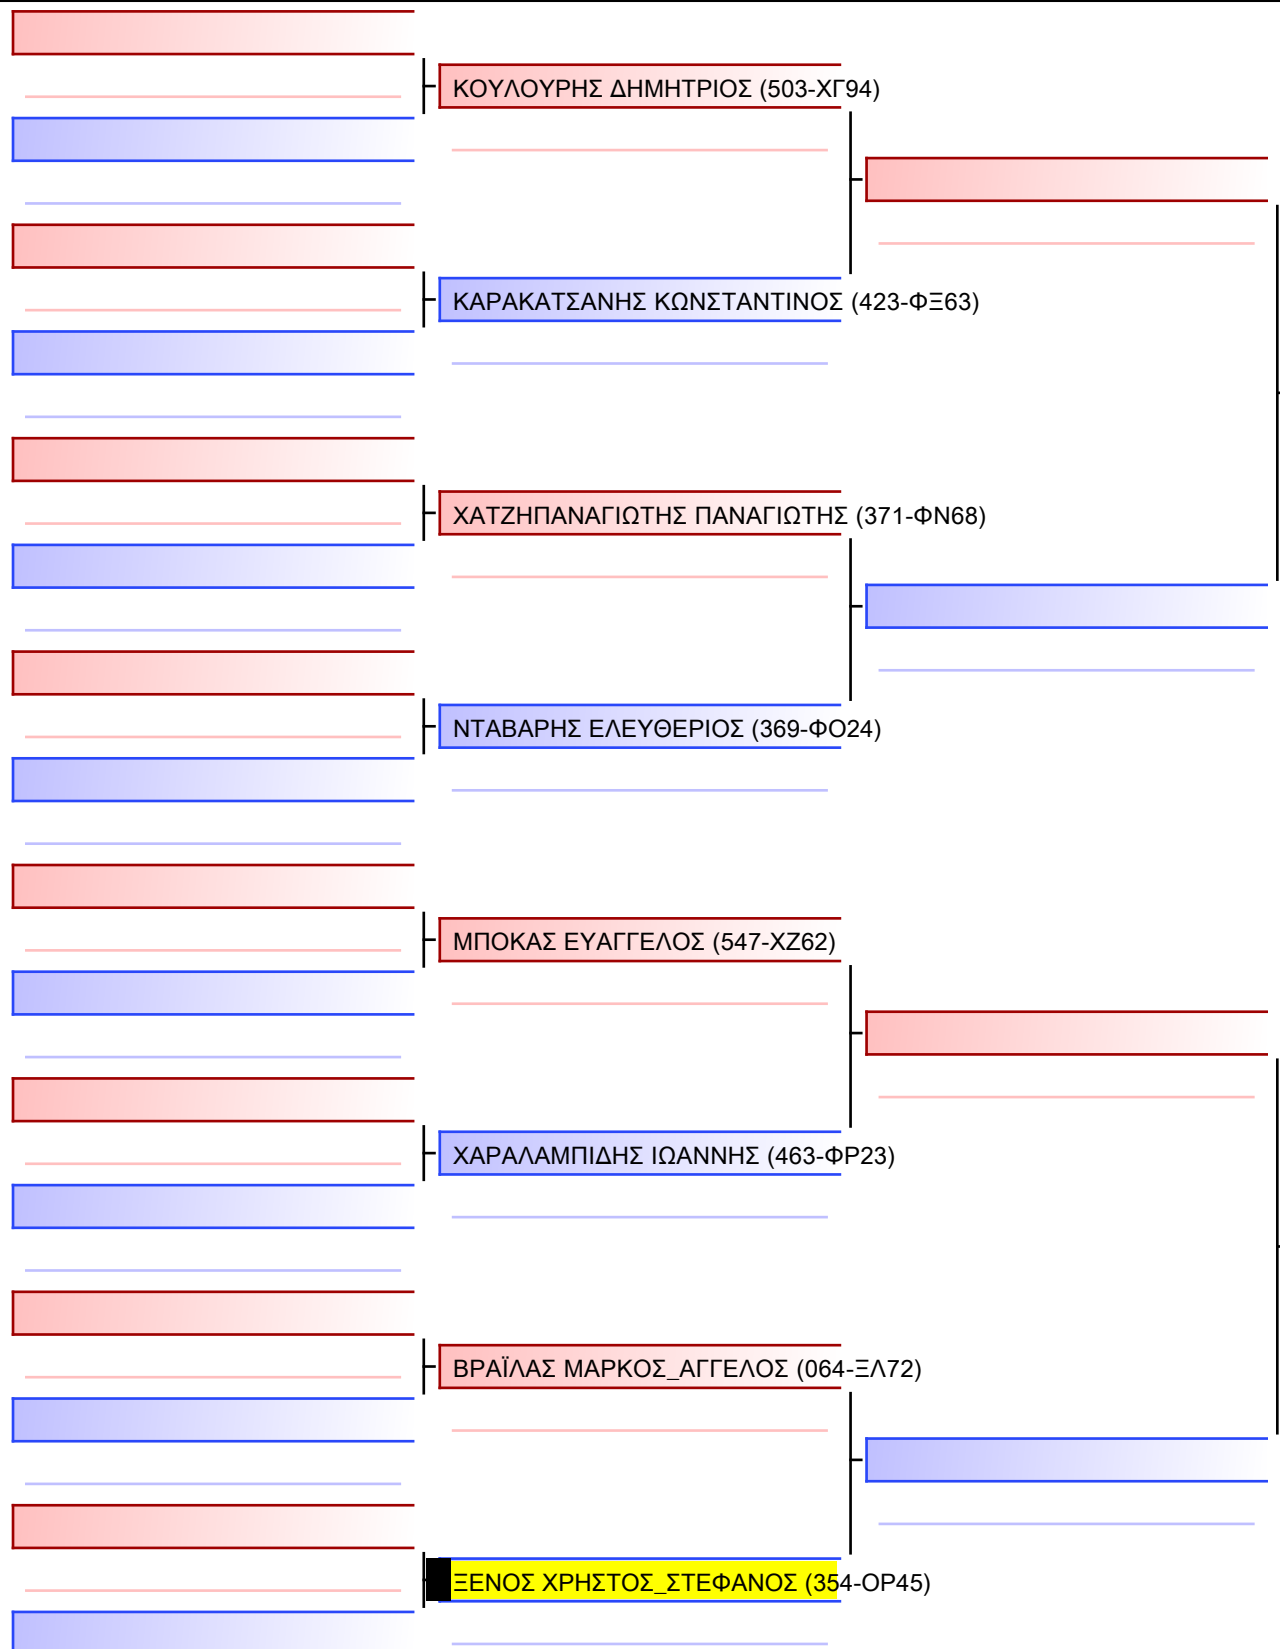 ΚΟΥΛΟΥΡΗΣ ΔΗΜΗΤΡΙΟΣ (503-ΧΓ94)
ΚΑΡΑΚΑΤΣΑΝΗΣ ΚΩΝΣΤΑΝΤΙΝΟΣ (423-ΦΞ63)
ΧΑΤΖΗΠΑΝΑΓΙΩΤΗΣ ΠΑΝΑΓΙΩΤΗΣ (371-ΦΝ68)
ΝΤΑΒΑΡΗΣ ΕΛΕΥΘΕΡΙΟΣ (369-ΦΟ24)
ΜΠΟΚΑΣ ΕΥΑΓΓΕΛΟΣ (547-ΧΖ62)
ΧΑΡΑΛΑΜΠΙΔΗΣ ΙΩΑΝΝΗΣ (463-ΦΡ23)
ΒΡΑΪΛΑΣ ΜΑΡΚΟΣ_ΑΓΓΕΛΟΣ (064-ΞΛ72)
ΞΕΝΟΣ ΧΡΗΣΤΟΣ_ΣΤΕΦΑΝΟΣ (354-ΟΡ45)